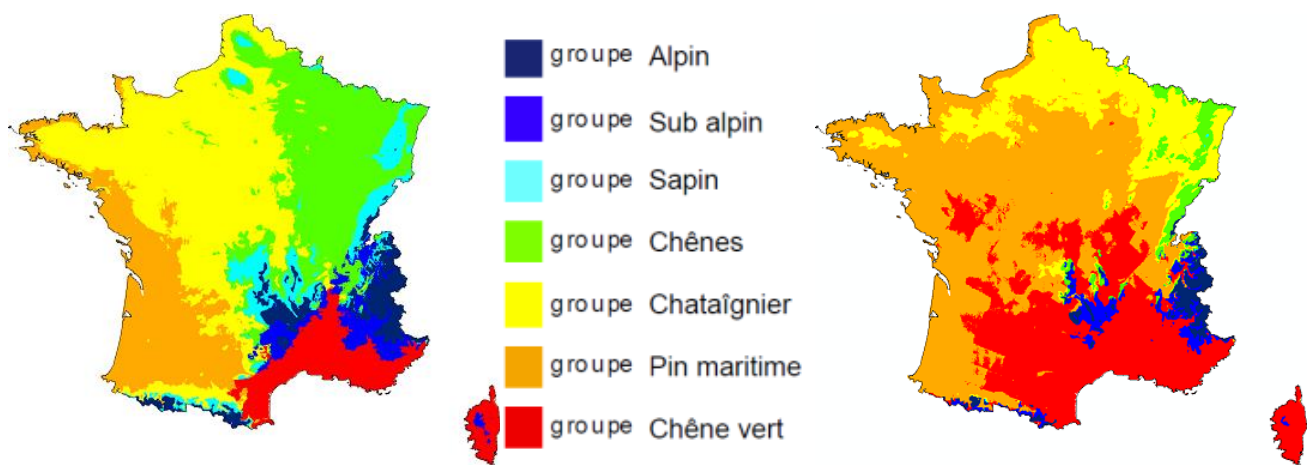 groupe Alpin
groupe Sub alpin
groupe Sapin
groupe Chênes
groupe Chataîgnier
groupe Pin maritime
groupe Chêne vert